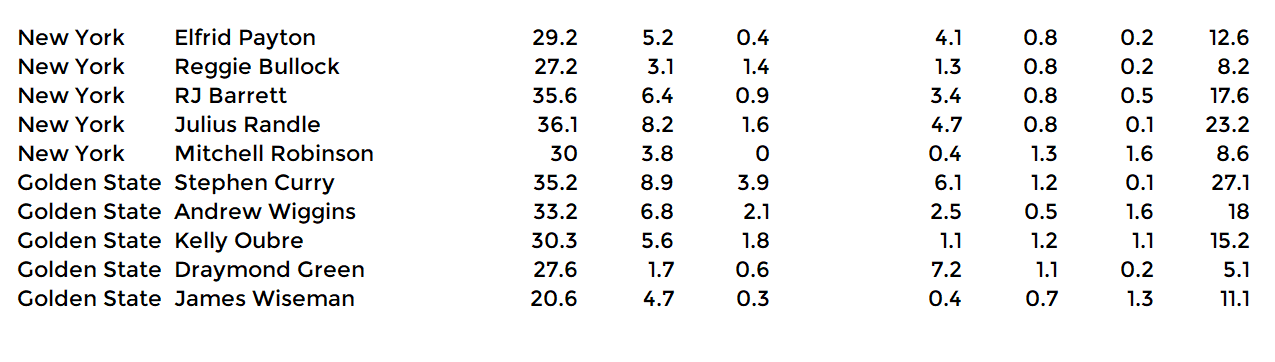 New York Elfrid Payton 29.2 5.2 0.4 4.1 0.8 0.2 12.6
New York Reggie Bullock 27.2 3.1 1.4 1.3 0.8 0.2 8.2
New York RJ Barrett 35.6 6.4 0.9 3.4 0.8 0.5 17.6
New York Julius Randle 36.1 8.2 1.6 4.7 0.8 0.1 23.2
New York Mitchell Robinson 30 3.8 0 0.4 1.3 1.6 8.6
Golden State Stephen Curry 35.2 8.9 3.9 6.1 1.2 0.1 27.1
Golden State Andrew Wiggins 33.2 6.8 2.1 2.5 0.5 1.6 18
Golden State Kelly Oubre 30.3 5.6 1.8 1.1 1.2 1.1 15.2
Golden State Draymond Green 27.6 1.7 0.6 7.2 1.1 0.2 5.1
Golden State James Wiseman 20.6 4.7 0.3 0.4 0.7 1.3 11.1